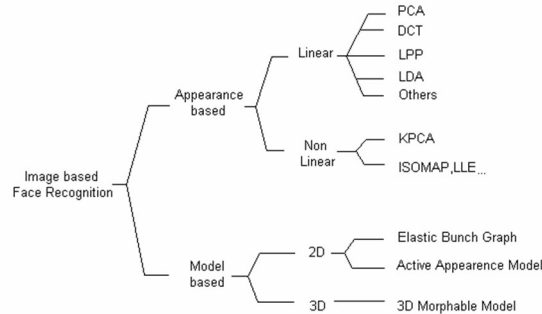 PCA
DCT
Linear
LPP
LDA
Others
Appearance
based
KPCA
Non
Linear
ISOMAP,LLE...
Image based
Face Recognition
Elastic Bunch Graph
2D
Active Appearence Model
Model
based
3D
3D Morphable Model